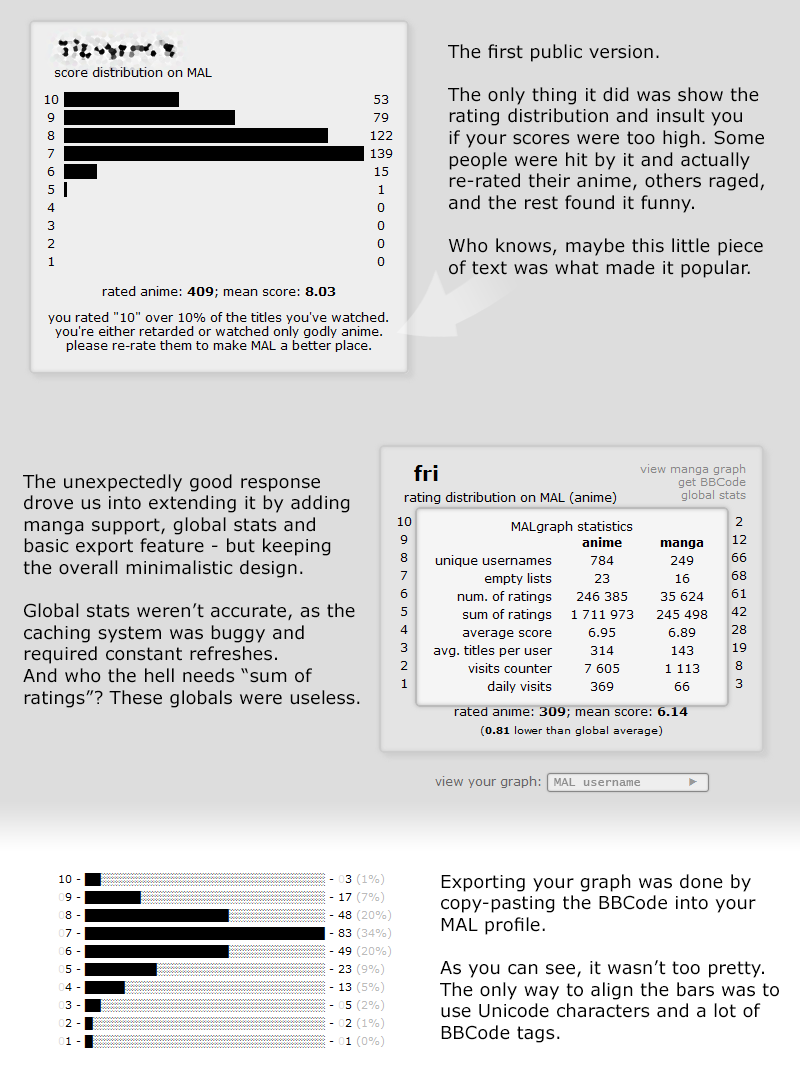 score distribution on MAL
10 53
9 79
8 122
7 139
6 15
5 1
4 0
3 0
2 0
1 0
rated anime: 409; mean score: 8.03
you rated "10" over 10% of the titles you've watched.
you're either retarded or watched only godly anime.
please re-rate them to make MAL a better place.
The first public version.
The only thing it did was show the
rating distribution and insult you
if your scores were too high. Some
people were hit by it and actually
re-rated their anime, others raged,
and the rest found it funny.
Who knows, maybe this little piece
of text was what made it popular.
The unexpectedly good response
drove us into extending it by adding
manga support, global stats and
basic export feature - but keeping
the overall minimalistic design.
Global stats weren’t accurate, as the
caching system was buggy and
required constant refreshes.
And who the hell needs “sum of
ratings”? These globals were useless.
fri
rating distribution on MAL (anime)
view manga graph
get BBCode
global stats
10 2
9 12
8 66
7 68
6 61
5 42
4 28
3 19
2 8
1 3
MALgraph statistics
anime manga
unique usernames 784 249
empty lists 23 16
num. of ratings 246 385 35 624
sum of ratings 1 711 973 245 498
average score 6.95 6.89
avg. titles per user 314 143
visits counter 7 605 1 113
daily visits 369 66
rated anime: 309; mean score: 6.14
(0.81 lower than global average)
view your graph: MAL username
10 - - 03 (1%)
09 - - 17 (7%)
08 - - 48 (20%)
07 - - 83 (34%)
06 - - 49 (20%)
05 - - 23 (9%)
04 - - 13 (5%)
03 - - 05 (2%)
02 - - 02 (1%)
01 - - 01 (0%)
Exporting your graph was done by
copy-pasting the BBCode into your
MAL profile.
As you can see, it wasn’t too pretty.
The only way to align the bars was to
use Unicode characters and a lot of
BBCode tags.